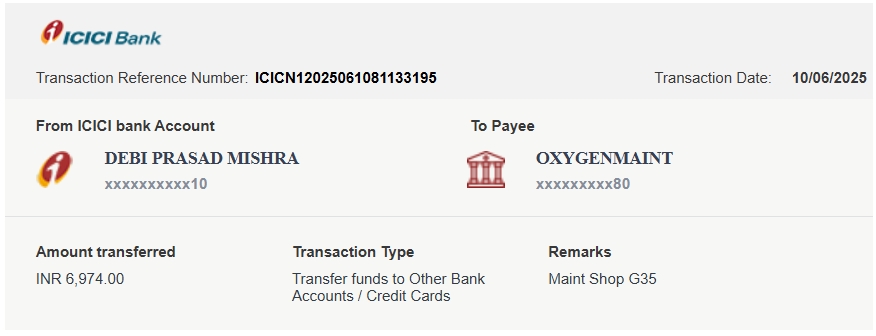 ICICI Bank
Transaction Reference Number: ICICN12025061081133195 Transaction Date: 10/06/2025
From ICICI bank Account To Payee
DEBI PRASAD MISHRA OXYGENMAINT
xxxxxxxxxx10 xxxxxxxxx80
Amount transferred Transaction Type Remarks
INR 6,974.00 Transfer funds to Other Bank Maint Shop G35
Accounts / Credit Cards